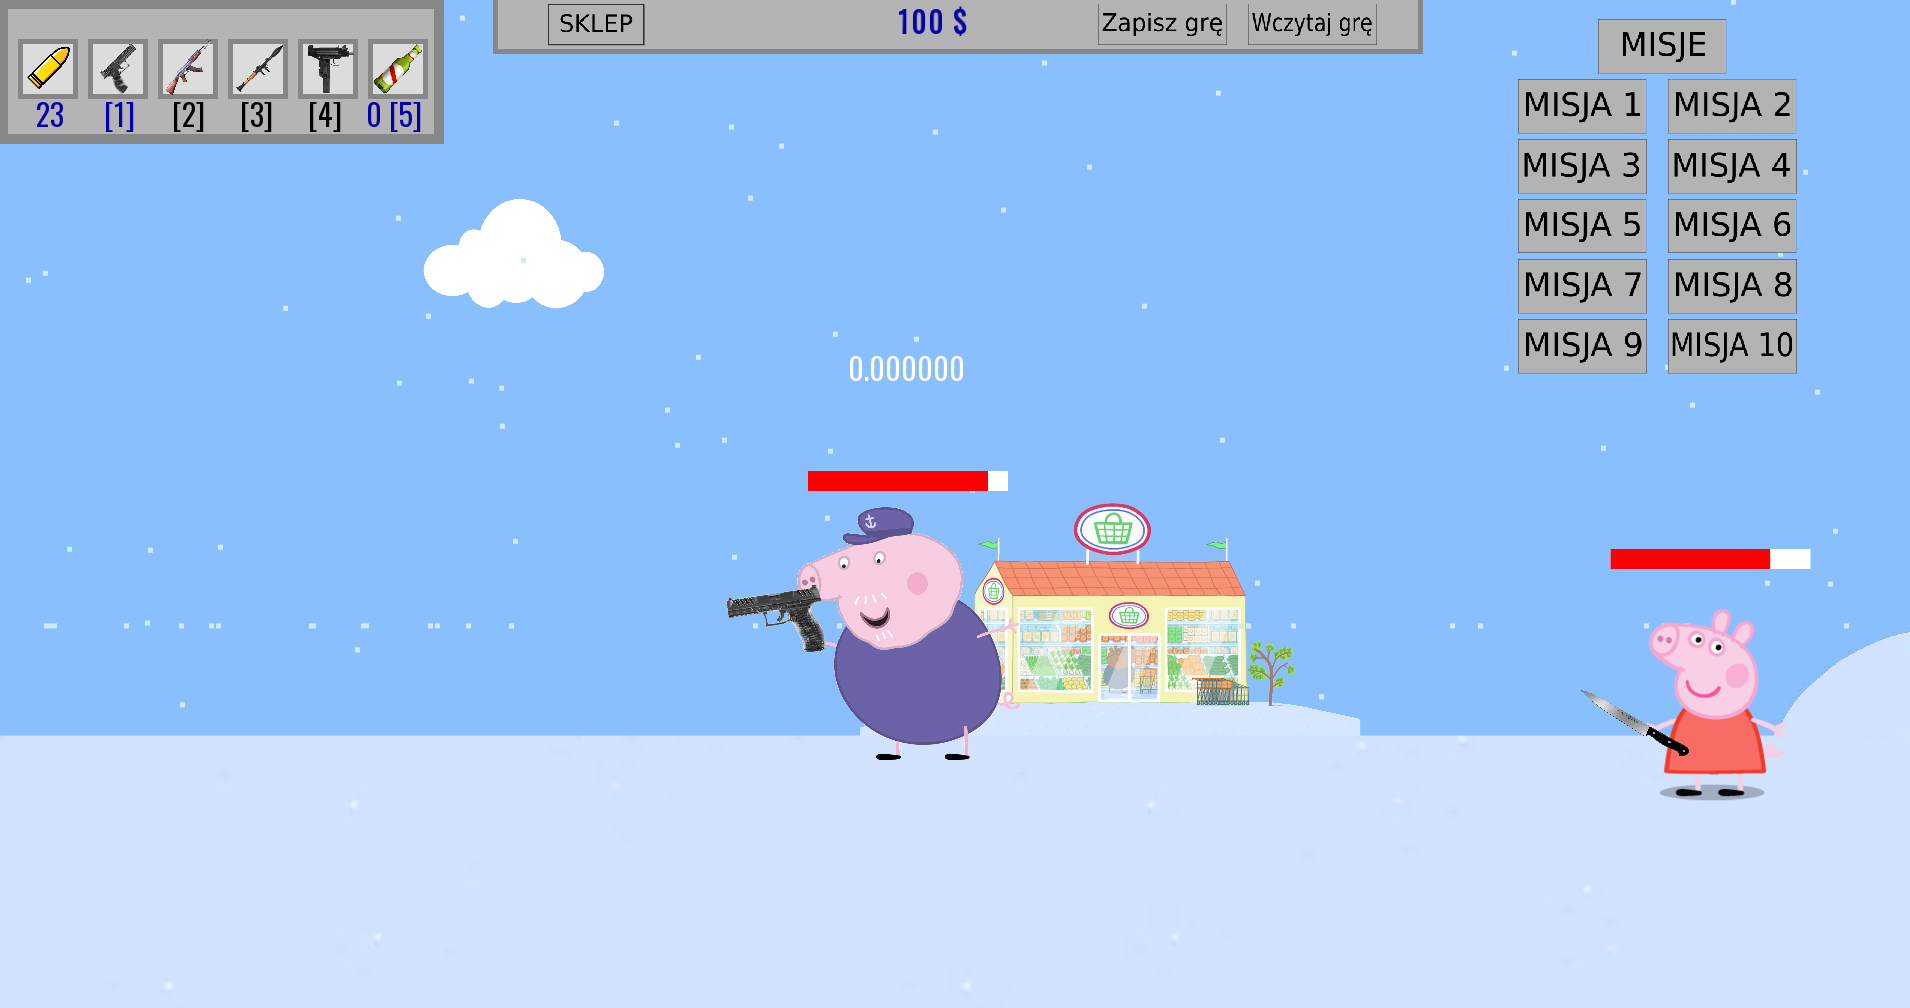 SKLEP
100 $
Zapisz grę
Wczytaj grę
23
[1]
[2]
[3]
[4]
0 [5]
MISJE
MISJA 1
MISJA 2
MISJA 3
MISJA 4
MISJA 5
MISJA 6
MISJA 7
MISJA 8
MISJA 9
MISJA 10
0.000000